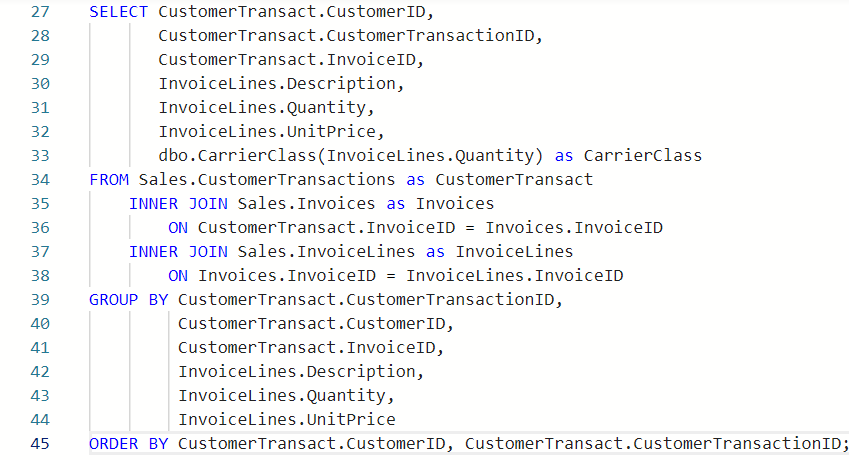 27 SELECT CustomerTransact.CustomerID,
28 CustomerTransact.CustomerTransactionID,
29 CustomerTransact.InvoiceID,
30 InvoiceLines.Description,
31 InvoiceLines.Quantity,
32 InvoiceLines.UnitPrice,
33 dbo.CarrierClass(InvoiceLines.Quantity) as CarrierClass
34 FROM Sales.CustomerTransactions as CustomerTransact
35 INNER JOIN Sales.Invoices as Invoices
36 ON CustomerTransact.InvoiceID = Invoices.InvoiceID
37 INNER JOIN Sales.InvoiceLines as InvoiceLines
38 ON Invoices.InvoiceID = InvoiceLines.InvoiceID
39 GROUP BY CustomerTransact.CustomerTransactionID,
40 CustomerTransact.CustomerID,
41 CustomerTransact.InvoiceID,
42 InvoiceLines.Description,
43 InvoiceLines.Quantity,
44 InvoiceLines.UnitPrice
45 ORDER BY CustomerTransact.CustomerID, CustomerTransact.CustomerTransactionID;